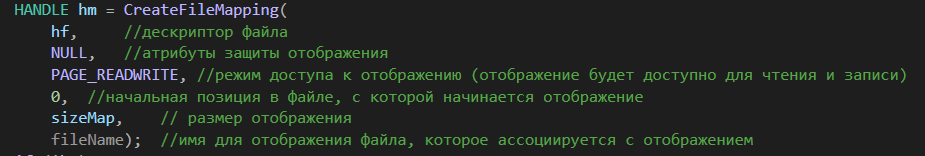 HANDLE hm = CreateFileMapping(
hf, //дескриптор файла
NULL, //атрибуты защиты отображения
PAGE_READWRITE, //режим доступа к отображению (отображение будет доступно для чтения и записи)
0, //начальная позиция в файле, с которой начинается отображение
sizeMap, // размер отображения
fileName); //имя для отображения файла, которое ассоциируется с отображением